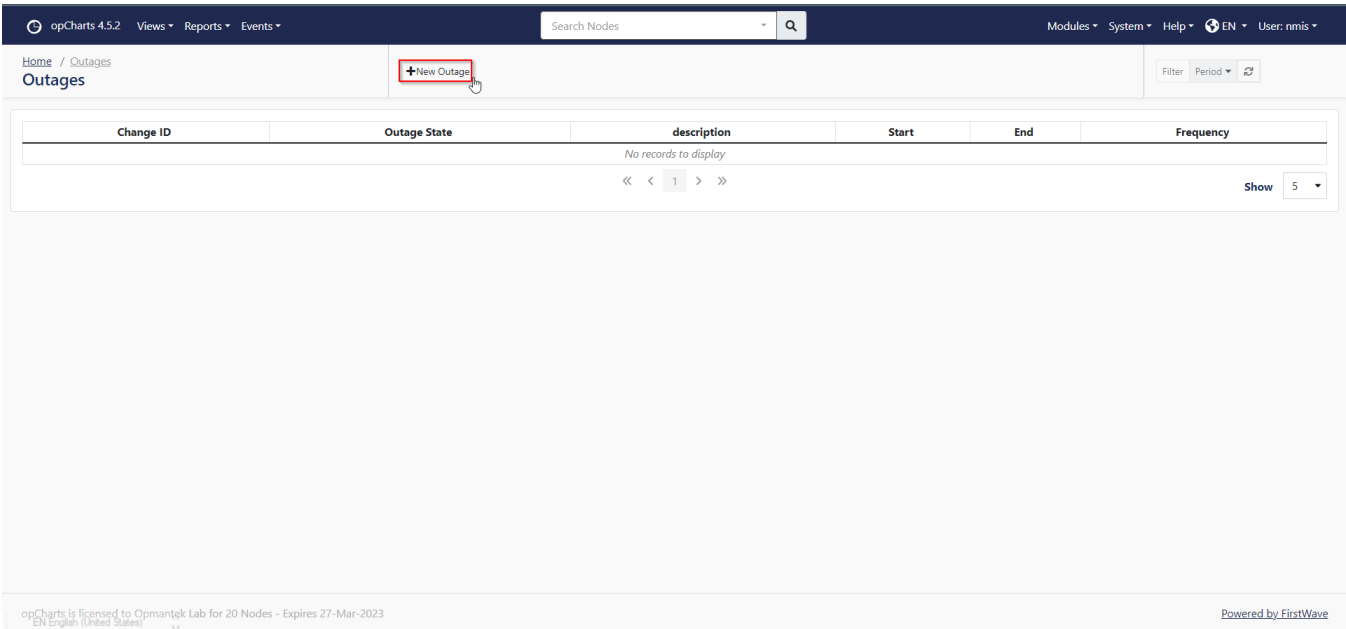 opCharts 4.5.2 Views Reports Events Search Nodes Modules System Help EN User: nmis
Home / Outages
Outages
+New Outage
Filter Period
Change ID Outage State description Start End Frequency
No records to display
« < 1 > »
Show 5
opCharts is licensed to Opmantek Lab for 20 Nodes - Expires 27-Mar-2023
EN English (United States)
Powered by FirstWave